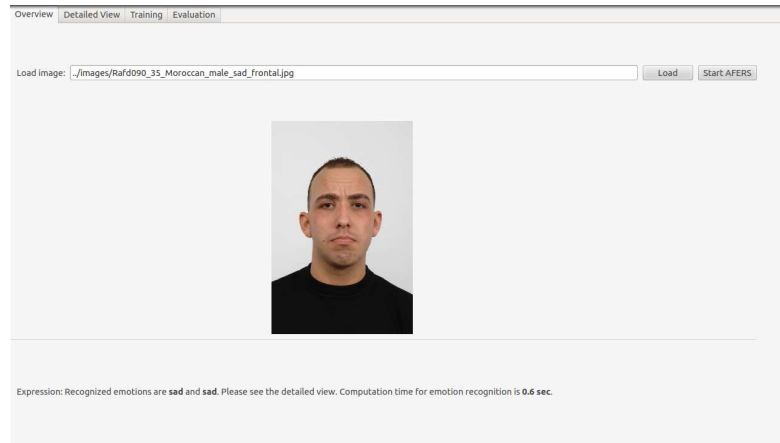 Overview Detailed View Training Evaluation
Load image: ../images/Rafd090_35_Moroccan_male_sad_frontal.jpg Load Start AFERS
Expression: Recognized emotions are sad and sad. Please see the detailed view. Computation time for emotion recognition is 0.6 sec.